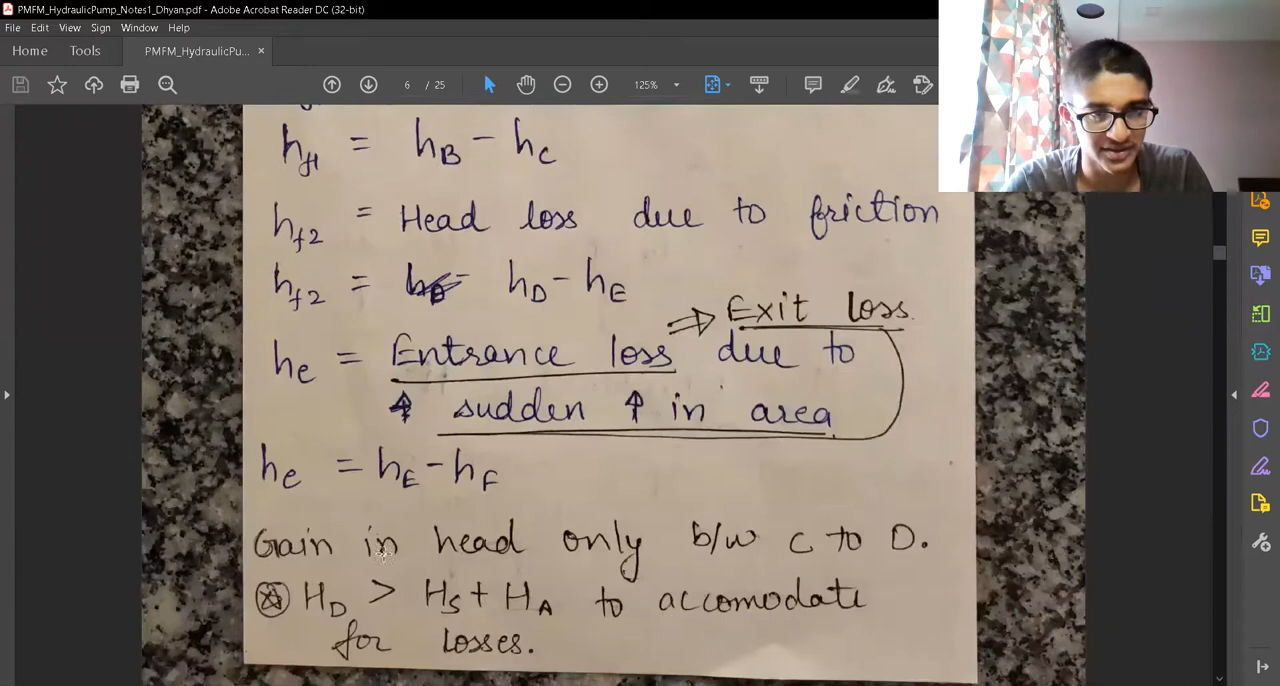 PMFM_HydraulicPump_Notes1_Dhyan.pdf - Adobe Acrobat Reader DC (32-bit)
File Edit View Sign Window Help
Home Tools PMFM_HydraulicPu... ×
6 / 25 125%
hf1 = hB - hC
hf2 = Head loss due to friction
hf2 = hD - hE
⇒ Exit loss.
he = Entrance loss due to
↑ sudden ↑ in area
he = hE - hF
Gain in head only b/w C to D.
HD > HS + HA to accomodate
for losses.